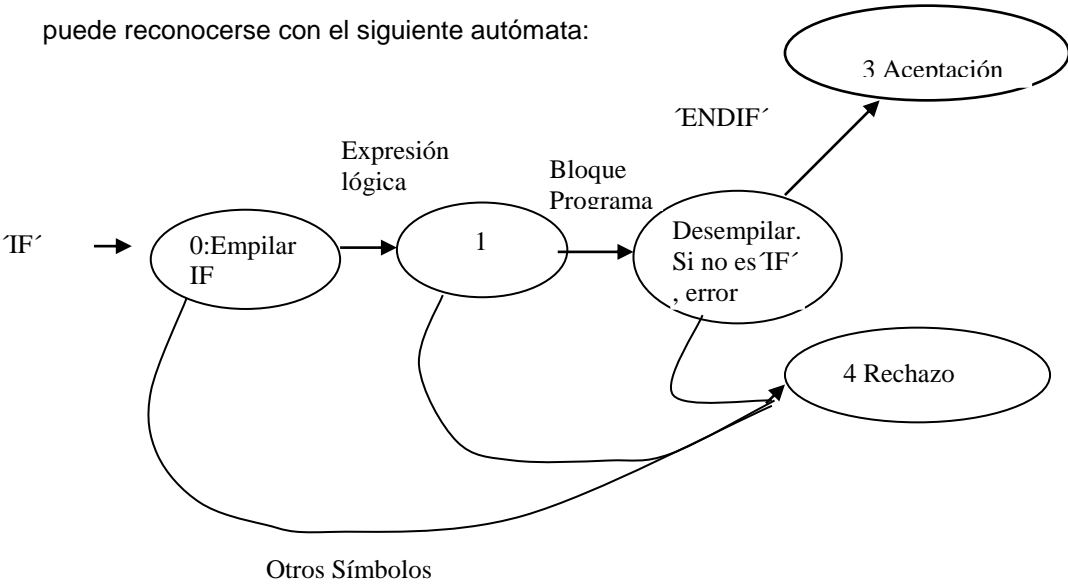 puede reconocerse con el siguiente autómata:
3 Aceptación
´ENDIF´
Expresión
lógica
Bloque
Programa
´IF´
0:Empilar
IF
1
Desempilar.
Si no es ´IF´
, error
4 Rechazo
Otros Símbolos